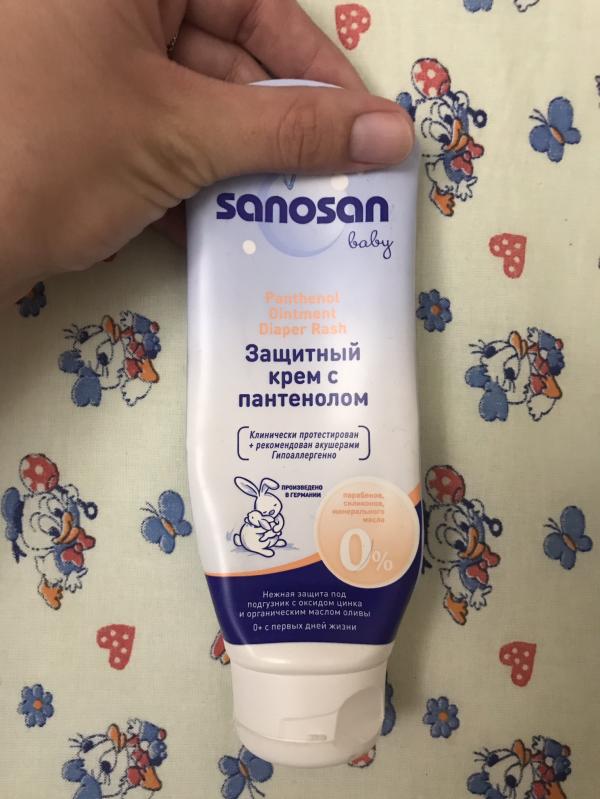 sanosan
baby
Panthenol
Ointment
Diaper Rash
Защитный
крем с
пантенолом
Клинически протестирован
+ рекомендован акушерами
Гипоаллергенно
ПРОИЗВЕДЕНО
В ГЕРМАНИИ
парабенов,
силиконов,
минерального
масла
0%
Нежная защита под
подгузник с оксидом цинка
и органическим маслом оливы
0+ с первых дней жизни